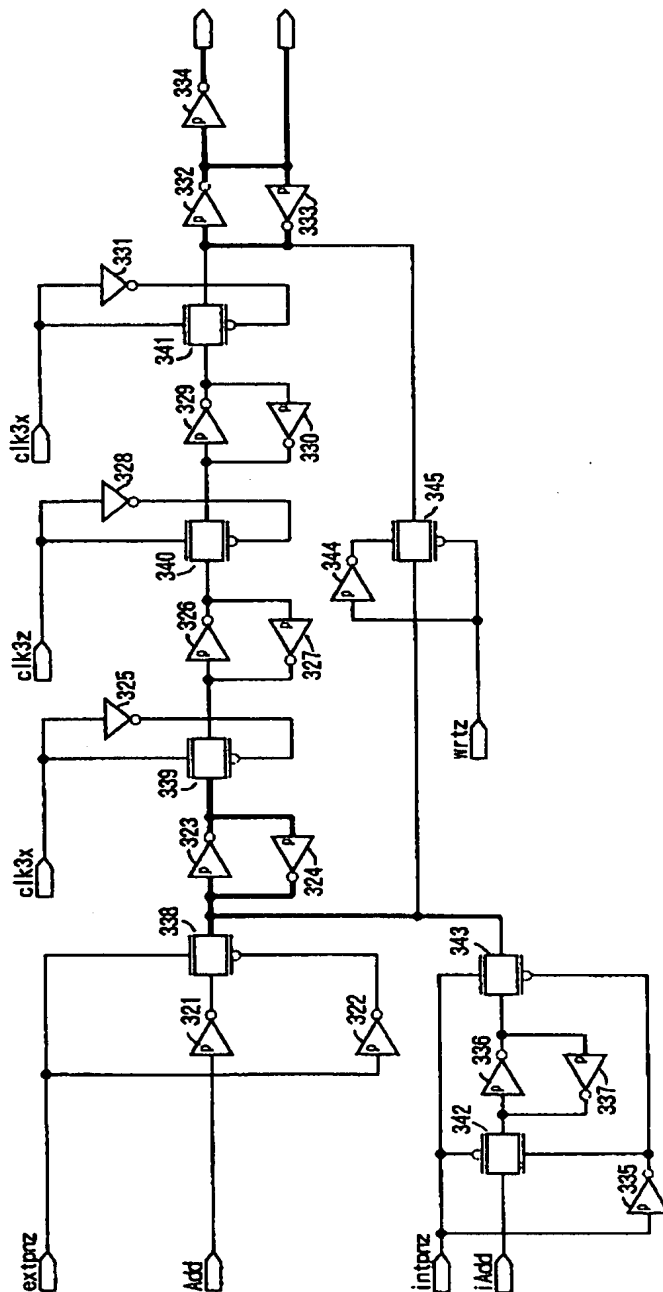 extpnz
Add
intpnz
iAdd
clk3x
clk3z
clk3x
wrtz
321
322
338
323
324
325
339
326
327
328
340
329
330
331
341
332
333
334
335
342
336
337
343
344
345
p
p
p
p
p
p
p
p
p
p
p
p
p
p